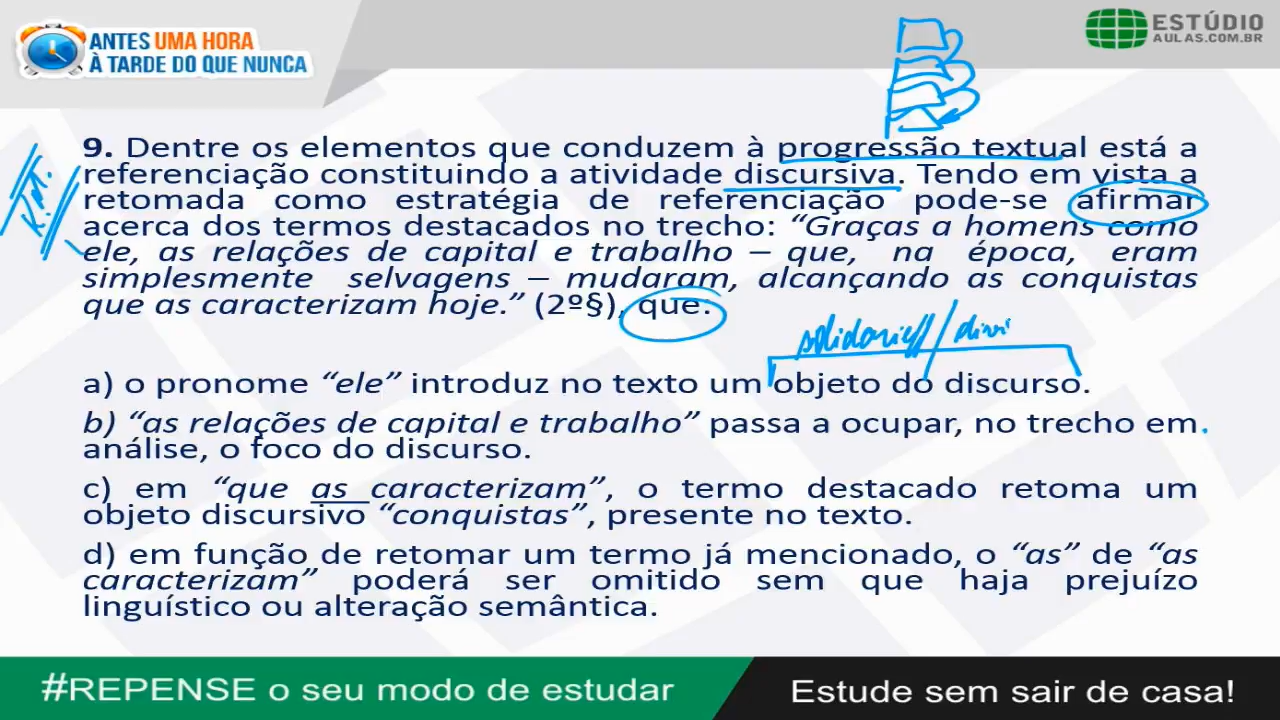 ANTES UMA HORA
À TARDE DO QUE NUNCA
ESTÚDIO
AULAS.COM.BR
9. Dentre os elementos que conduzem à progressão textual está a
referenciação constituindo a atividade discursiva. Tendo em vista a
retomada como estratégia de referenciação pode-se afirmar
acerca dos termos destacados no trecho: “Graças a homens como
ele, as relações de capital e trabalho – que, na época, eram
simplesmente selvagens – mudaram, alcançando as conquistas
que as caracterizam hoje.” (2º§), que:
a) o pronome “ele” introduz no texto um objeto do discurso.
b) “as relações de capital e trabalho” passa a ocupar, no trecho em
análise, o foco do discurso.
c) em “que as caracterizam”, o termo destacado retoma um
objeto discursivo “conquistas”, presente no texto.
d) em função de retomar um termo já mencionado, o “as” de “as
caracterizam” poderá ser omitido sem que haja prejuízo
linguístico ou alteração semântica.
#REPENSE o seu modo de estudar
Estude sem sair de casa!